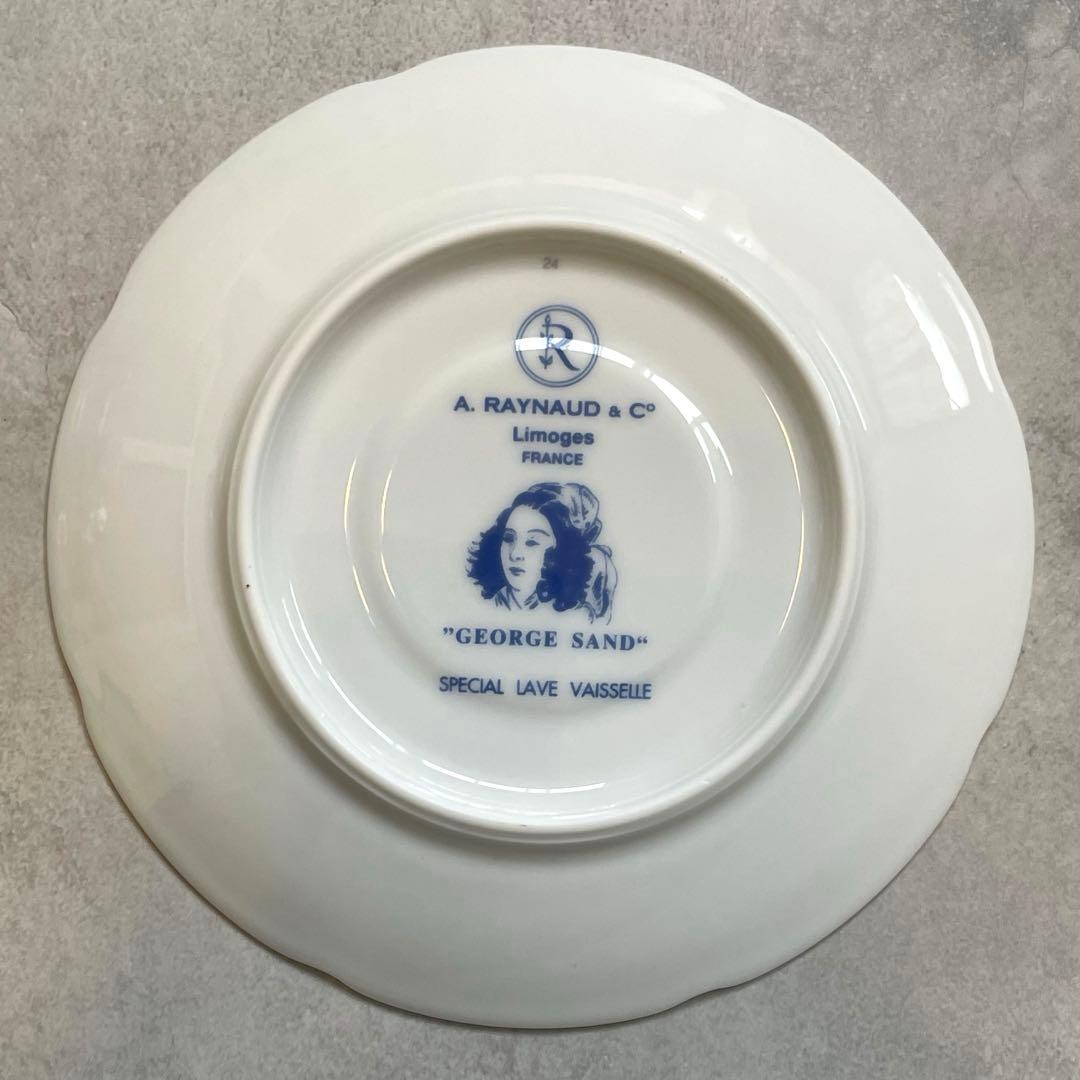 24
R
A. RAYNAUD & Cº
Limoges
FRANCE
"GEORGE SAND“
SPECIAL LAVE VAISSELLE